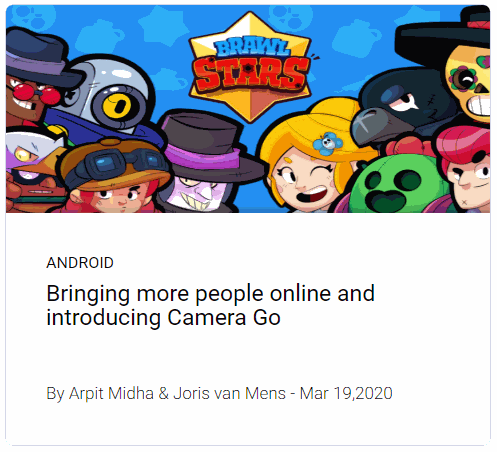 BRAWL
STARS
ANDROID
Bringing more people online and
introducing Camera Go
By Arpit Midha & Joris van Mens - Mar 19,2020